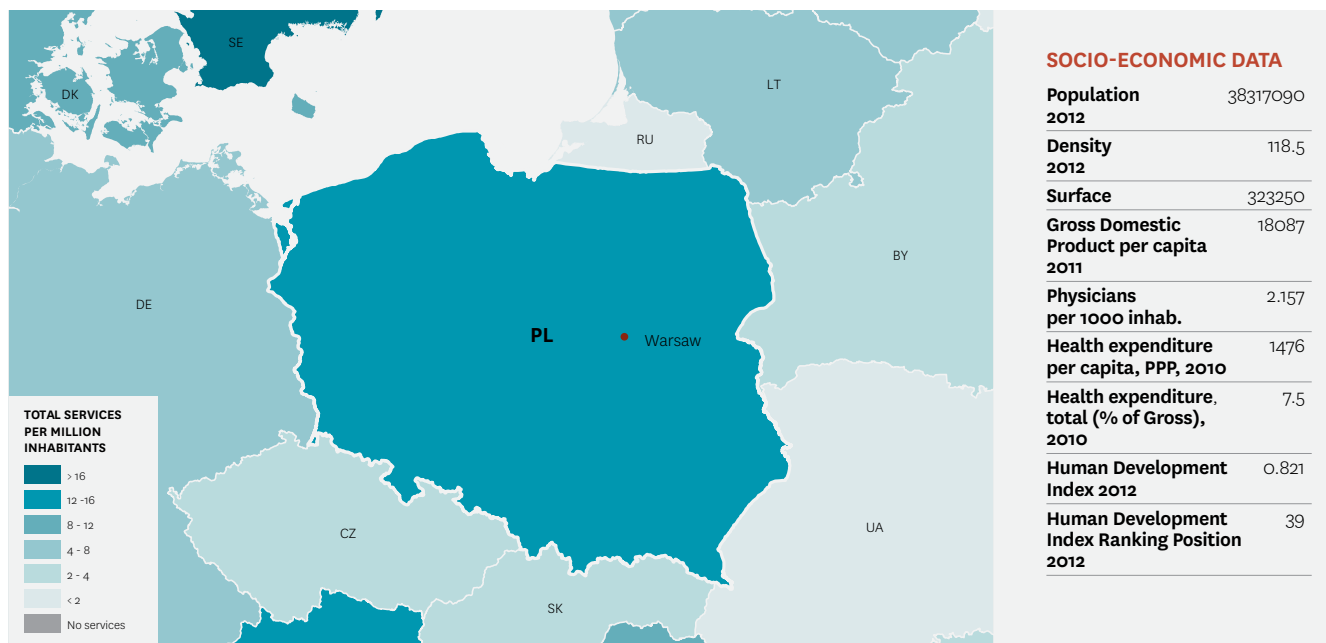 SE
DK
LT
RU
BY
DE
PL
Warsaw
CZ
UA
SK
TOTAL SERVICES
PER MILLION
INHABITANTS
> 16
12 -16
8 - 12
4 - 8
2 - 4
< 2
No services
SOCIO-ECONOMIC DATA
Population 38317090
2012
Density 118.5
2012
Surface 323250
Gross Domestic 18087
Product per capita
2011
Physicians 2.157
per 1000 inhab.
Health expenditure 1476
per capita, PPP, 2010
Health expenditure, 7.5
total (% of Gross),
2010
Human Development 0.821
Index 2012
Human Development 39
Index Ranking Position
2012